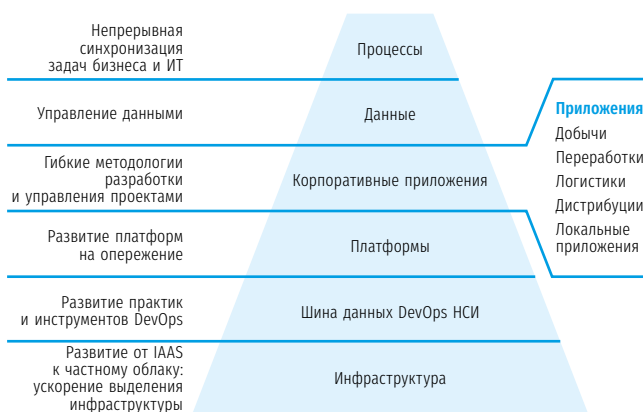 Непрерывная
синхронизация
задач бизнеса и ИТ
Процессы
Управление данными
Данные
Гибкие методологии
разработки
и управления проектами
Корпоративные приложения
Приложения
Добычи
Переработки
Логистики
Дистрибуции
Локальные
приложения
Развитие платформ
на опережение
Платформы
Развитие практик
и инструментов DevOps
Шина данных DevOps НСИ
Развитие от IAAS
к частному облаку:
ускорение выделения
инфраструктуры
Инфраструктура